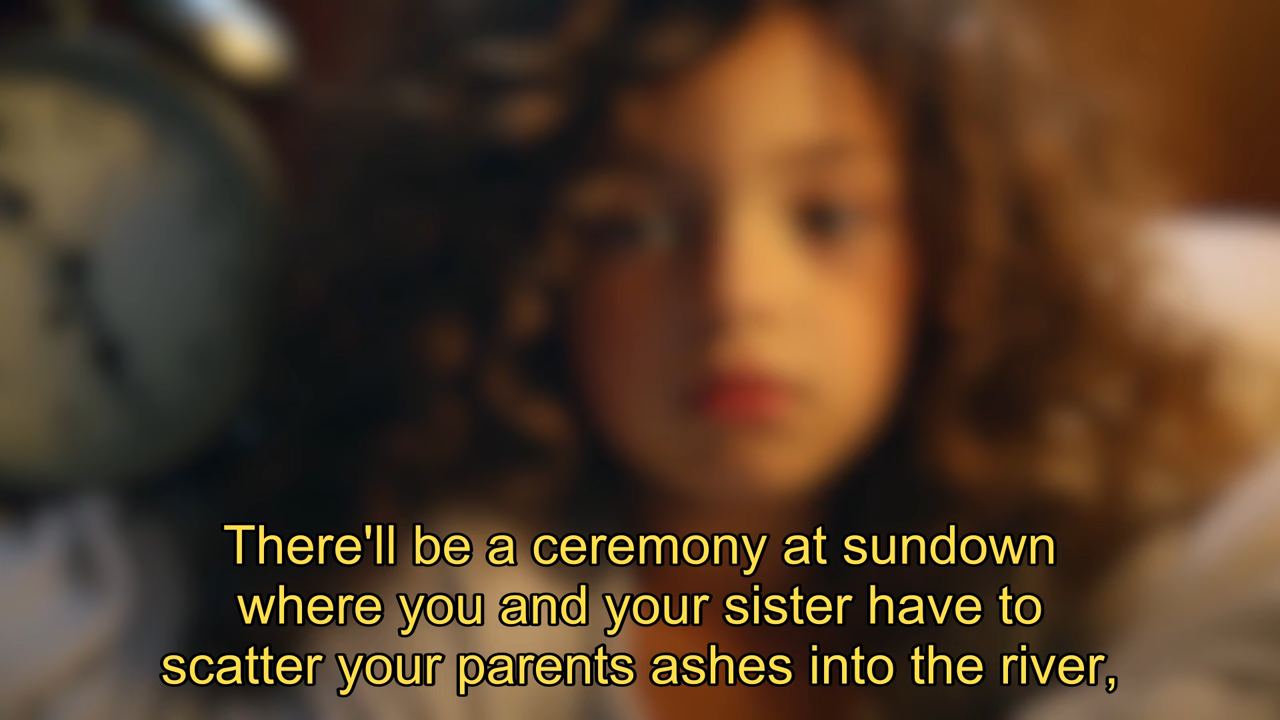 There'll be a ceremony at sundown
where you and your sister have to
scatter your parents ashes into the river,